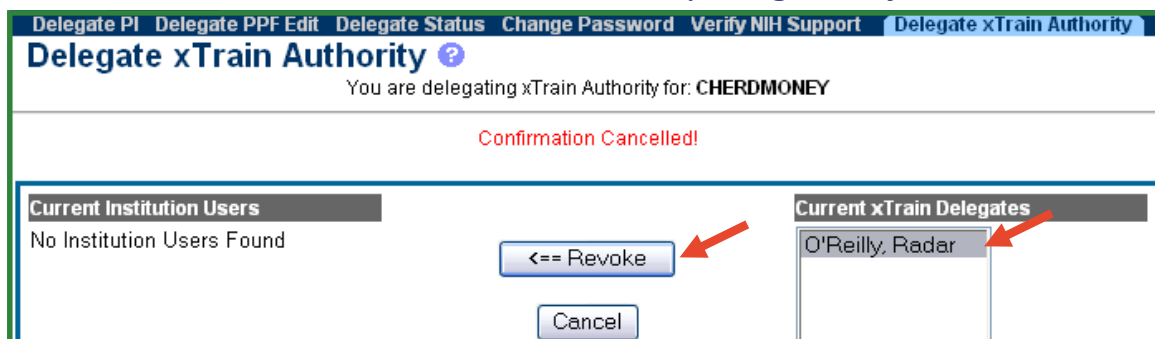 Delegate PI Delegate PPF Edit Delegate Status Change Password Verify NIH Support Delegate xTrain Authority
Delegate xTrain Authority ?
You are delegating xTrain Authority for: CHERDMONEY
Confirmation Cancelled!
Current Institution Users
No Institution Users Found
<== Revoke
Cancel
Current xTrain Delegates
O'Reilly, Radar